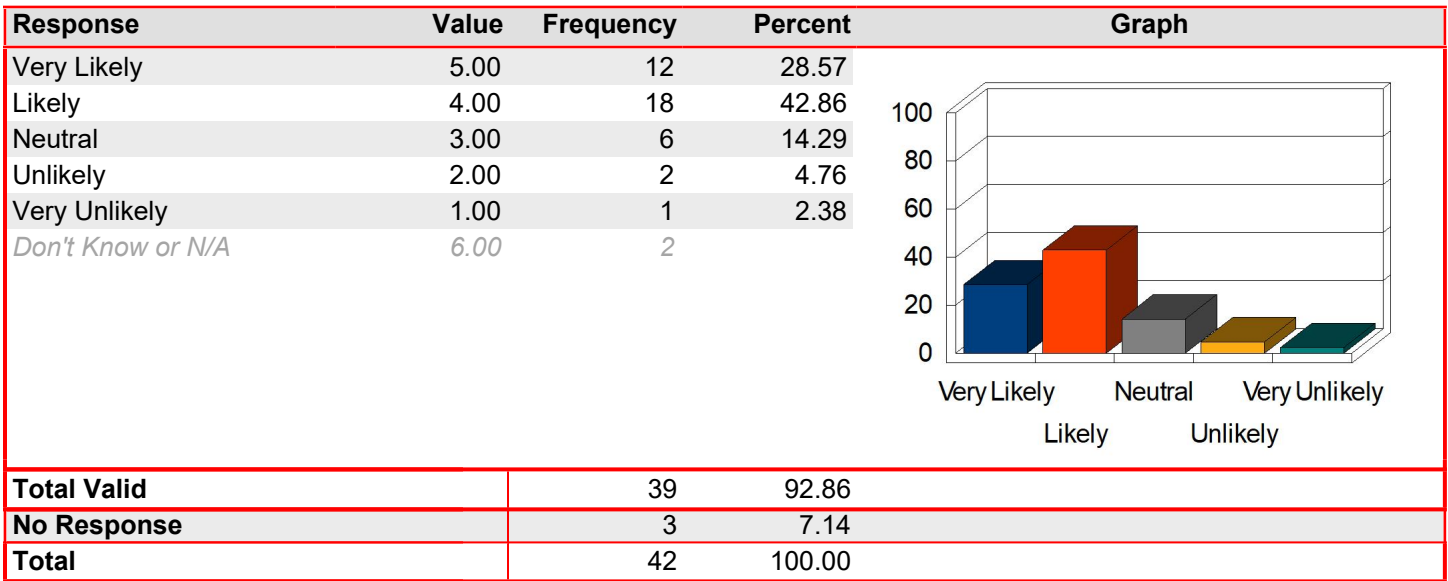 Response Value Frequency Percent Graph
Very Likely 5.00 12 28.57
Likely 4.00 18 42.86
Neutral 3.00 6 14.29
Unlikely 2.00 2 4.76
Very Unlikely 1.00 1 2.38
Don't Know or N/A 6.00 2
100
80
60
40
20
0
Very Likely Neutral Very Unlikely
Likely Unlikely
Total Valid 39 92.86
No Response 3 7.14
Total 42 100.00